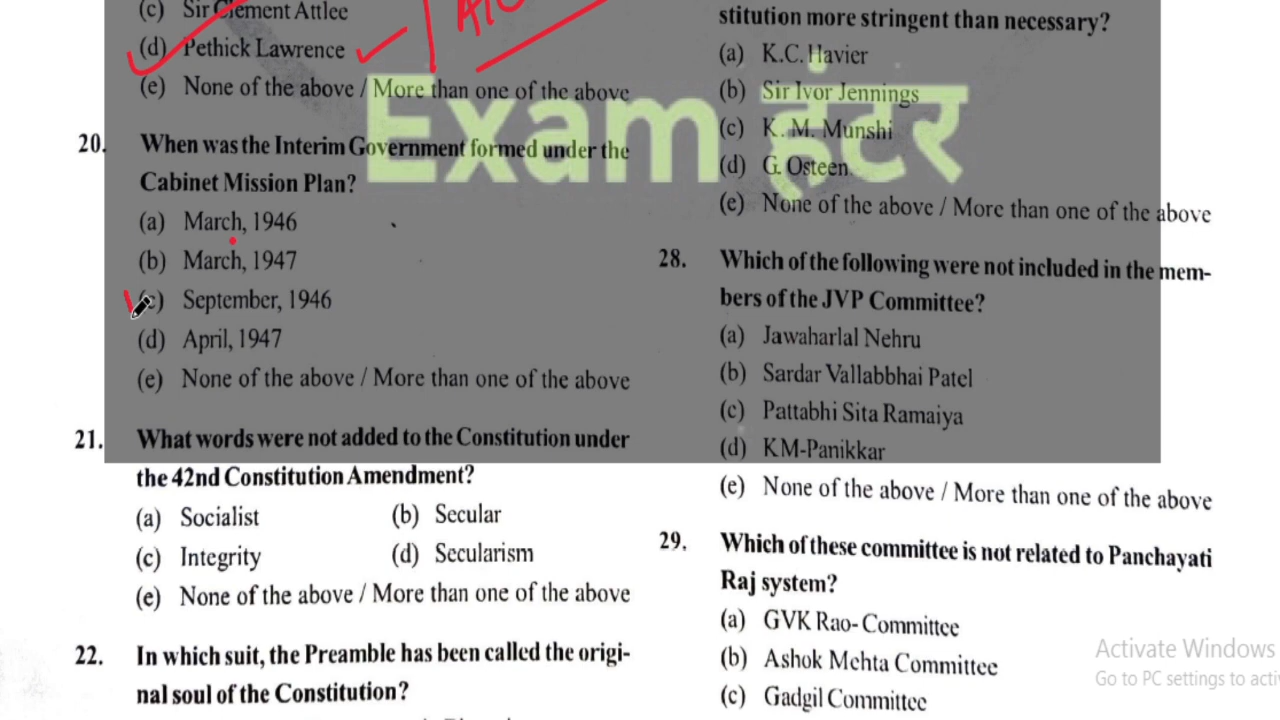 (c) Sir Clement Attlee
(d) Pethick Lawrence
(e) None of the above / More than one of the above
20. When was the Interim Government formed under the
Cabinet Mission Plan?
(a) March, 1946
(b) March, 1947
(c) September, 1946
(d) April, 1947
(e) None of the above / More than one of the above
21. What words were not added to the Constitution under
the 42nd Constitution Amendment?
(a) Socialist (b) Secular
(c) Integrity (d) Secularism
(e) None of the above / More than one of the above
22. In which suit, the Preamble has been called the origi-
nal soul of the Constitution?
stitution more stringent than necessary?
(a) K.C. Havier
(b) Sir Ivor Jennings
(c) K. M. Munshi
(d) G. Osteen
(e) None of the above / More than one of the above
28. Which of the following were not included in the mem-
bers of the JVP Committee?
(a) Jawaharlal Nehru
(b) Sardar Vallabbhai Patel
(c) Pattabhi Sita Ramaiya
(d) KM-Panikkar
(e) None of the above / More than one of the above
29. Which of these committee is not related to Panchayati
Raj system?
(a) GVK Rao-Committee
(b) Ashok Mehta Committee
(c) Gadgil Committee
Exam हंटर
Activate Windows
Go to PC settings to